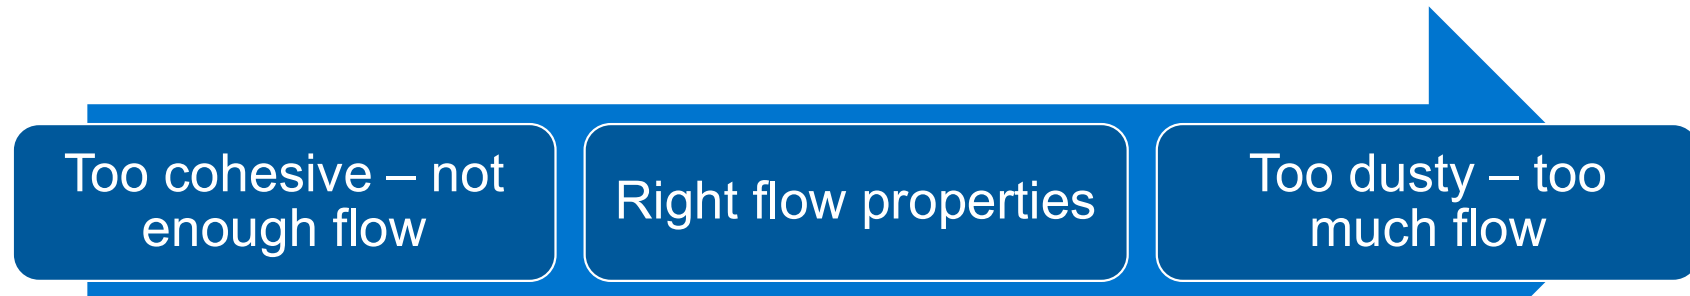 Too cohesive – not
enough flow
Right flow properties
Too dusty – too
much flow